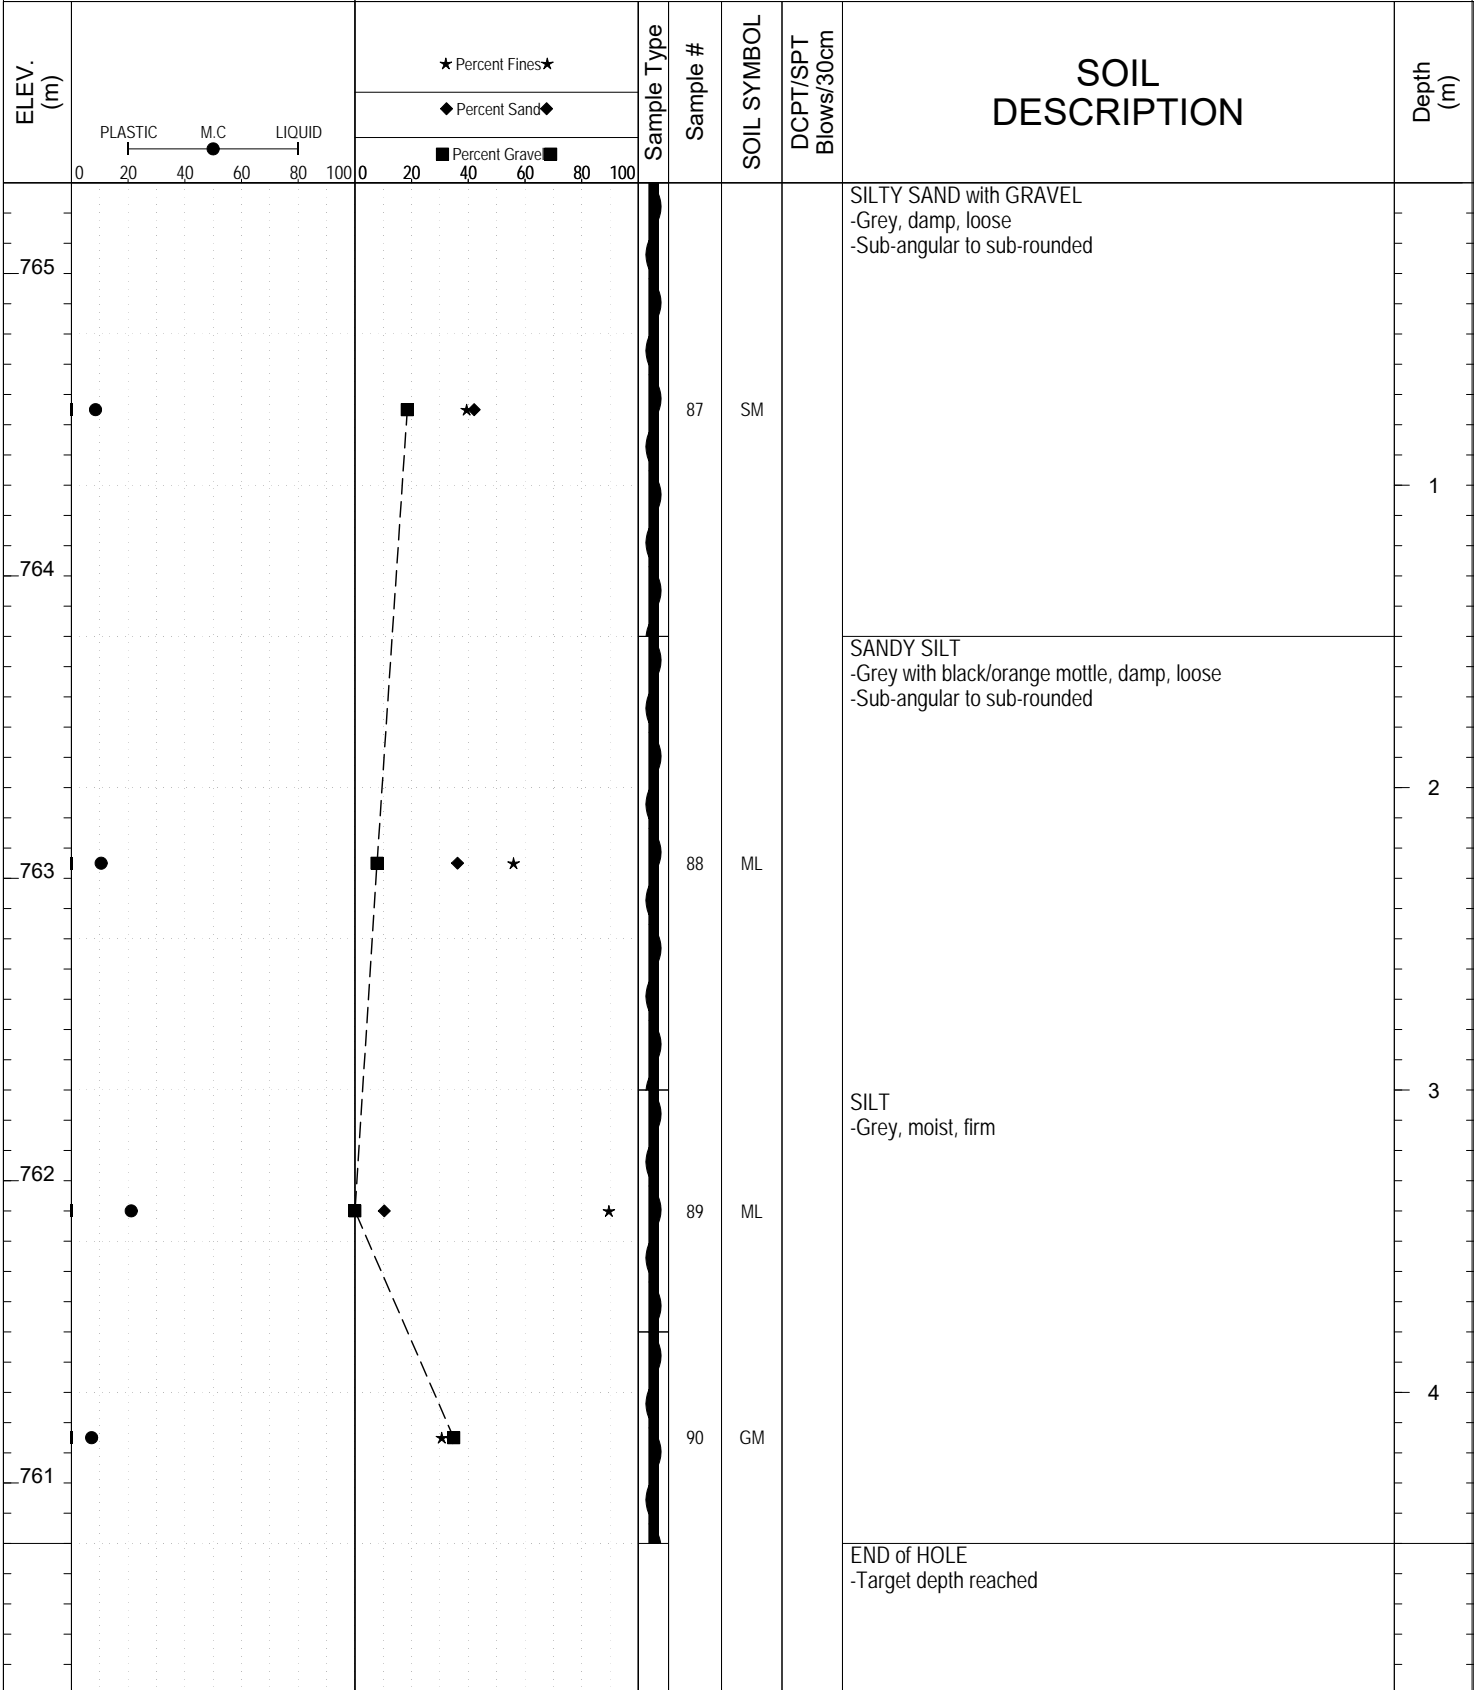 ELEV.
(m)
PLASTIC M.C LIQUID
0 20 40 60 80 100
Percent Fines
Percent Sand
Percent Gravel
0 20 40 60 80 100
Sample Type
Sample #
SOIL SYMBOL
DCPT/SPT
Blows/30cm
SOIL
DESCRIPTION
Depth
(m)
SILTY SAND with GRAVEL
-Grey, damp, loose
-Sub-angular to sub-rounded
765
87 SM
1
764
SANDY SILT
-Grey with black/orange mottle, damp, loose
-Sub-angular to sub-rounded
2
763
88 ML
3
SILT
-Grey, moist, firm
762
89 ML
4
90 GM
761
END of HOLE
-Target depth reached